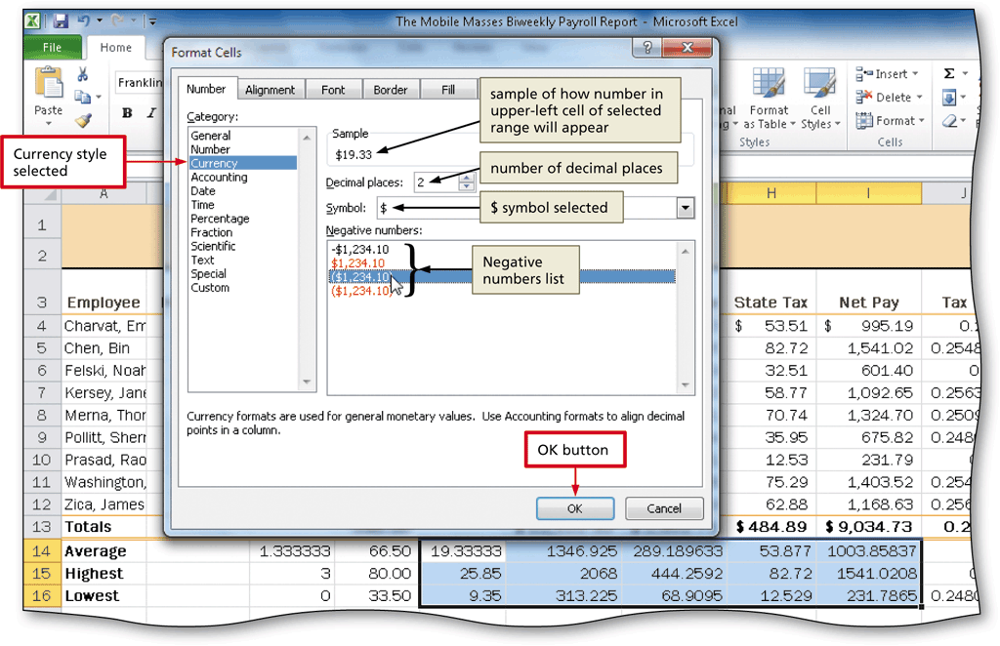 The Mobile Masses Biweekly Payroll Report - Microsoft Excel
File Home
Format Cells
Number Alignment Font Border Fill
Franklin
Paste
B I
Insert
Delete
Format
Format as Table
Cell Styles
Styles
Cells
Category:
General
Number
Currency
Accounting
Date
Time
Percentage
Fraction
Scientific
Text
Special
Custom
Sample
$19.33
Decimal places: 2
Symbol: $
Negative numbers:
-$1,234.10
$1,234.10
($1,234.10)
($1,234.10)
Currency formats are used for general monetary values. Use Accounting formats to align decimal
points in a column.
OK Cancel
Currency style
selected
sample of how number in
upper-left cell of selected
range will appear
number of decimal places
$ symbol selected
Negative
numbers list
OK button
A H I J
1
2
3 Employee State Tax Net Pay Tax
4 Charvat, Em $ 53.51 $ 995.19 0.
5 Chen, Bin 82.72 1,541.02 0.2548
6 Felski, Noah 32.51 601.40 0
7 Kersey, Jane 58.77 1,092.65 0.2563
8 Merna, Thor 70.74 1,324.70 0.2509
9 Pollitt, Sherr 35.95 675.82 0.2480
10 Prasad, Rao 12.53 231.79
11 Washington, 75.29 1,403.52 0.254
12 Zica, James 62.88 1,168.63 0.256
13 Totals $ 484.89 $ 9,034.73 0.2
14 Average 1.333333 66.50 19.33333 1346.925 289.189633 53.877 1003.85837
15 Highest 3 80.00 25.85 2068 444.2592 82.72 1541.0208
16 Lowest 0 33.50 9.35 313.225 68.9095 12.529 231.7865 0.2480